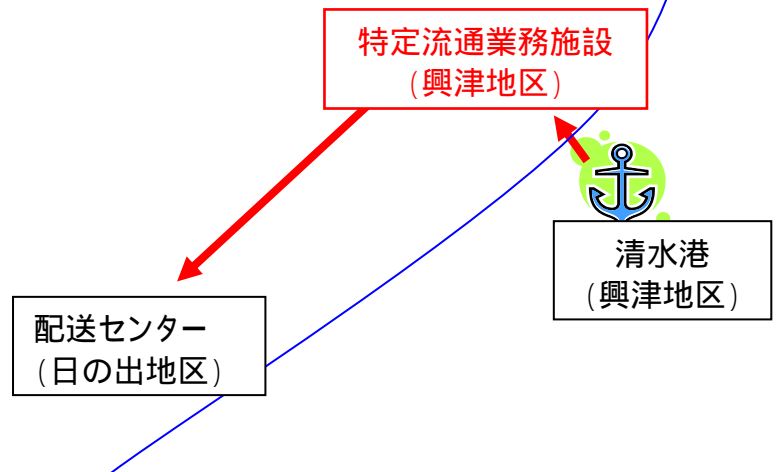 特定流通業務施設
(興津地区)
清水港
(興津地区)
配送センター
(日の出地区)